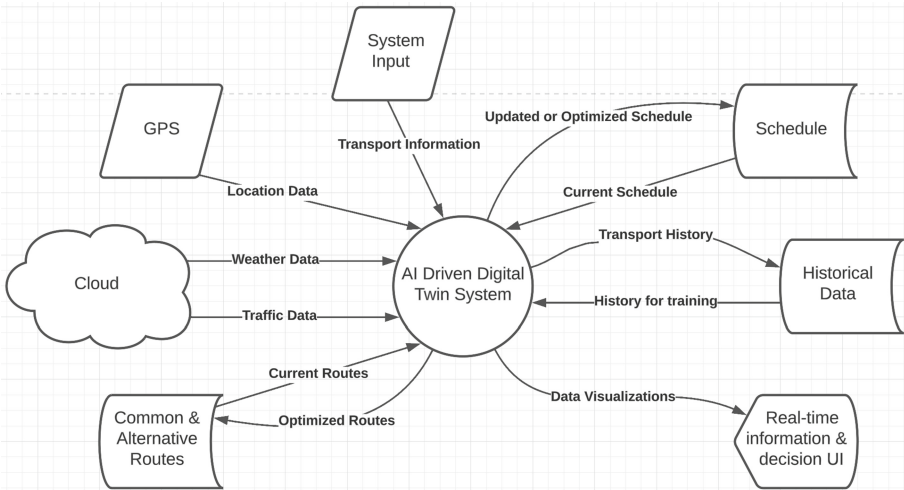 System
Input
GPS
Updated or Optimized Schedule
Schedule
Transport Information
Location Data
Current Schedule
Transport History
Cloud
Weather Data
AI Driven Digital
Twin System
Historical
Data
Traffic Data
History for training
Current Routes
Common &
Alternative
Routes
Optimized Routes
Data Visualizations
Real-time
information &
decision UI